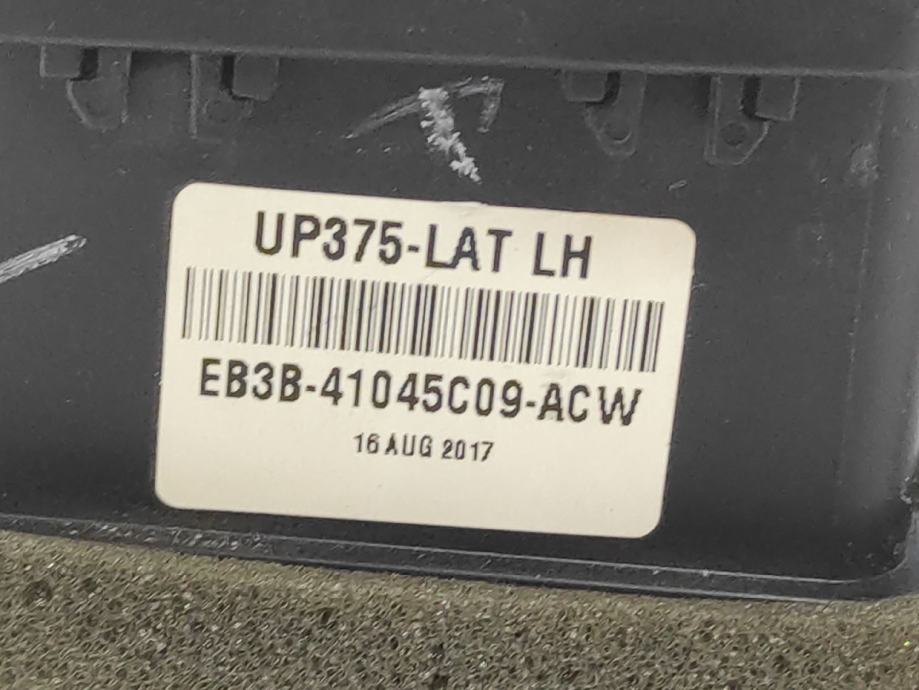 UP375-LAT LH
EB3B-41045C09-ACW
16 AUG 2017